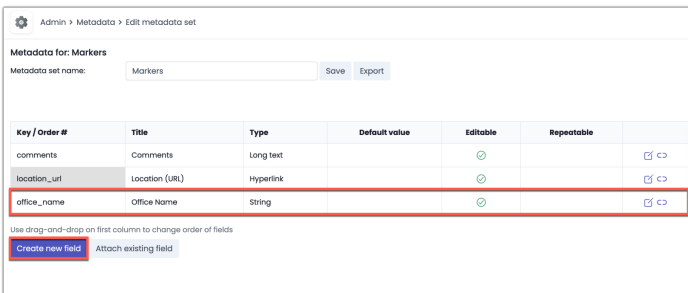 Admin > Metadata > Edit metadata set
Metadata for: Markers
Metadata set name: Markers Save Export
Key / Order # Title Type Default value Editable Repeatable
comments Comments Long text
location_url Location (URL) Hyperlink
office_name Office Name String
Use drag-and-drop on first column to change order of fields
Create new field Attach existing field